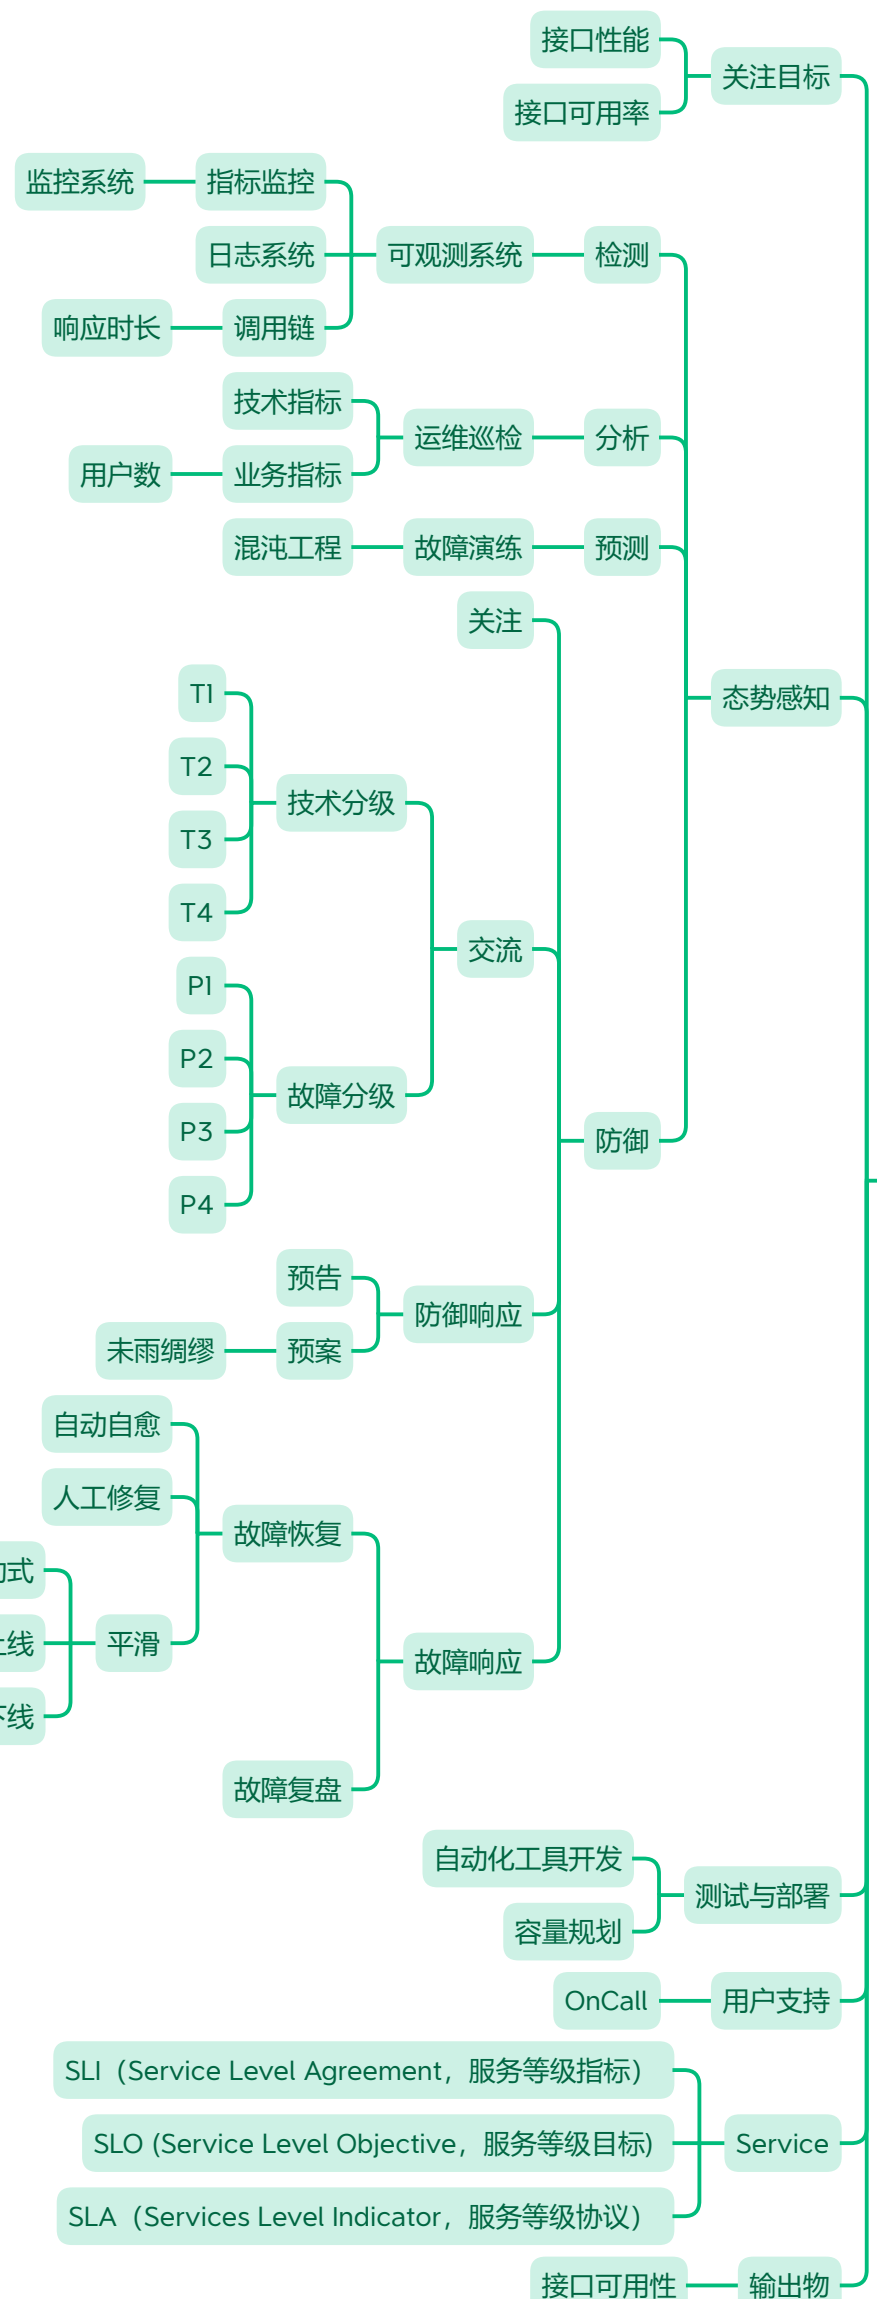 接口性能
关注目标
接口可用率
监控系统
指标监控
日志系统
可观测系统
检测
响应时长
调用链
技术指标
运维巡检
分析
用户数
业务指标
混沌工程
故障演练
预测
关注
T1
态势感知
T2
技术分级
T3
T4
交流
P1
P2
故障分级
P3
防御
P4
预告
防御响应
未雨绸缪
预案
自动自愈
人工修复
故障恢复
式
线
平滑
故障响应
下线
故障复盘
自动化工具开发
测试与部署
容量规划
OnCall
用户支持
SLI（Service Level Agreement，服务等级指标）
SLO (Service Level Objective，服务等级目标)
Service
SLA（Services Level Indicator，服务等级协议）
接口可用性
输出物